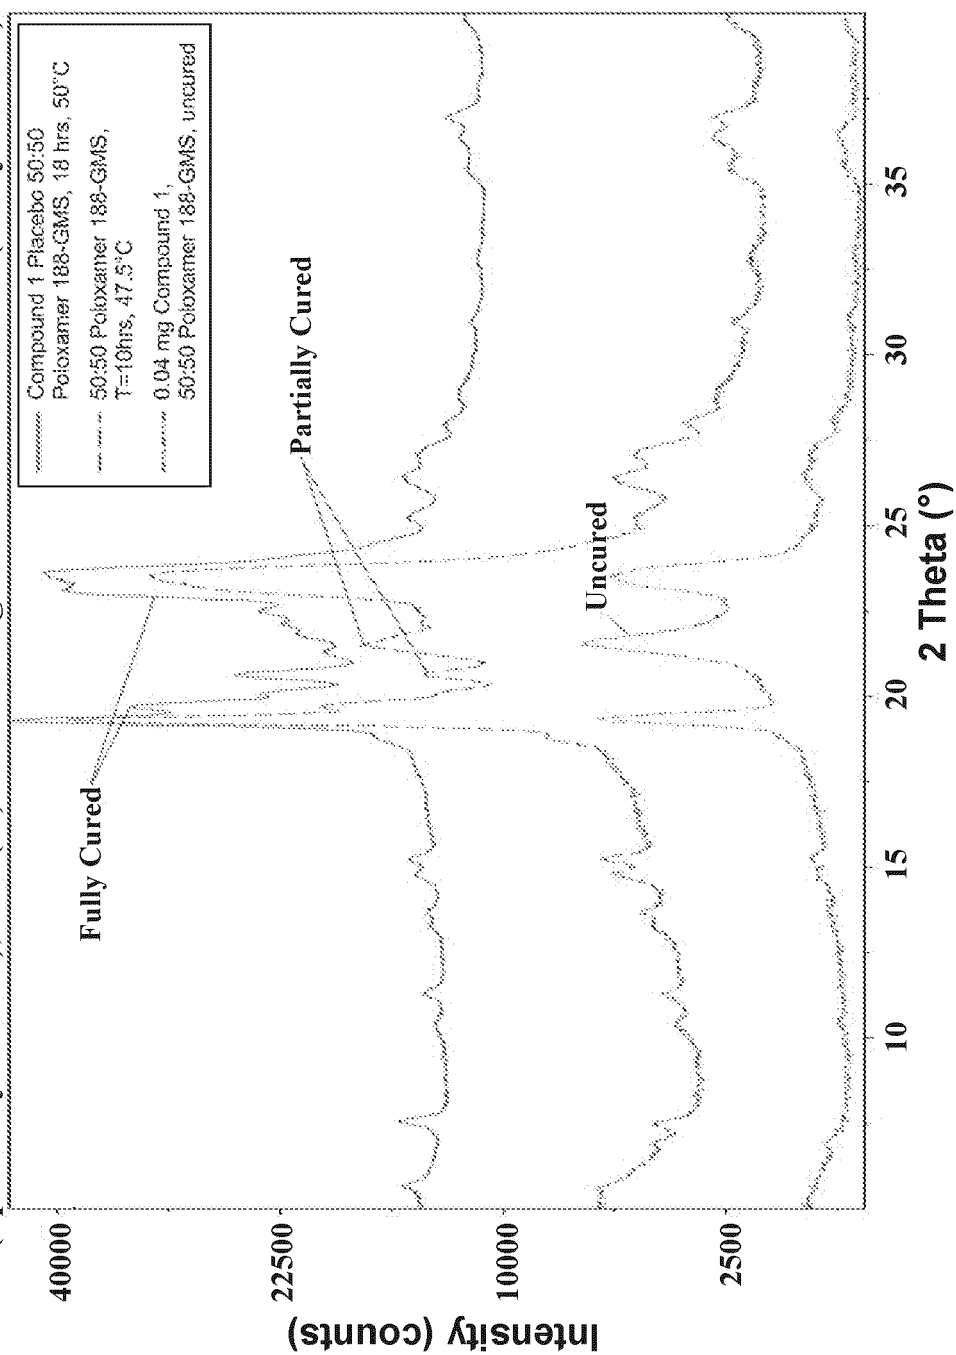 Compound 1 Placebo 50:50
Poloxamer 188-GMS, 18 hrs, 50°C
50:50 Poloxamer 188-GMS,
T=10hrs, 47.5°C
0.04 mg Compound 1,
50:50 Poloxamer 188-GMS, uncured
Fully Cured
Partially Cured
Uncured
Intensity (counts)
40000
22500
10000
2500
10
15
20
25
30
35
2 Theta (°)